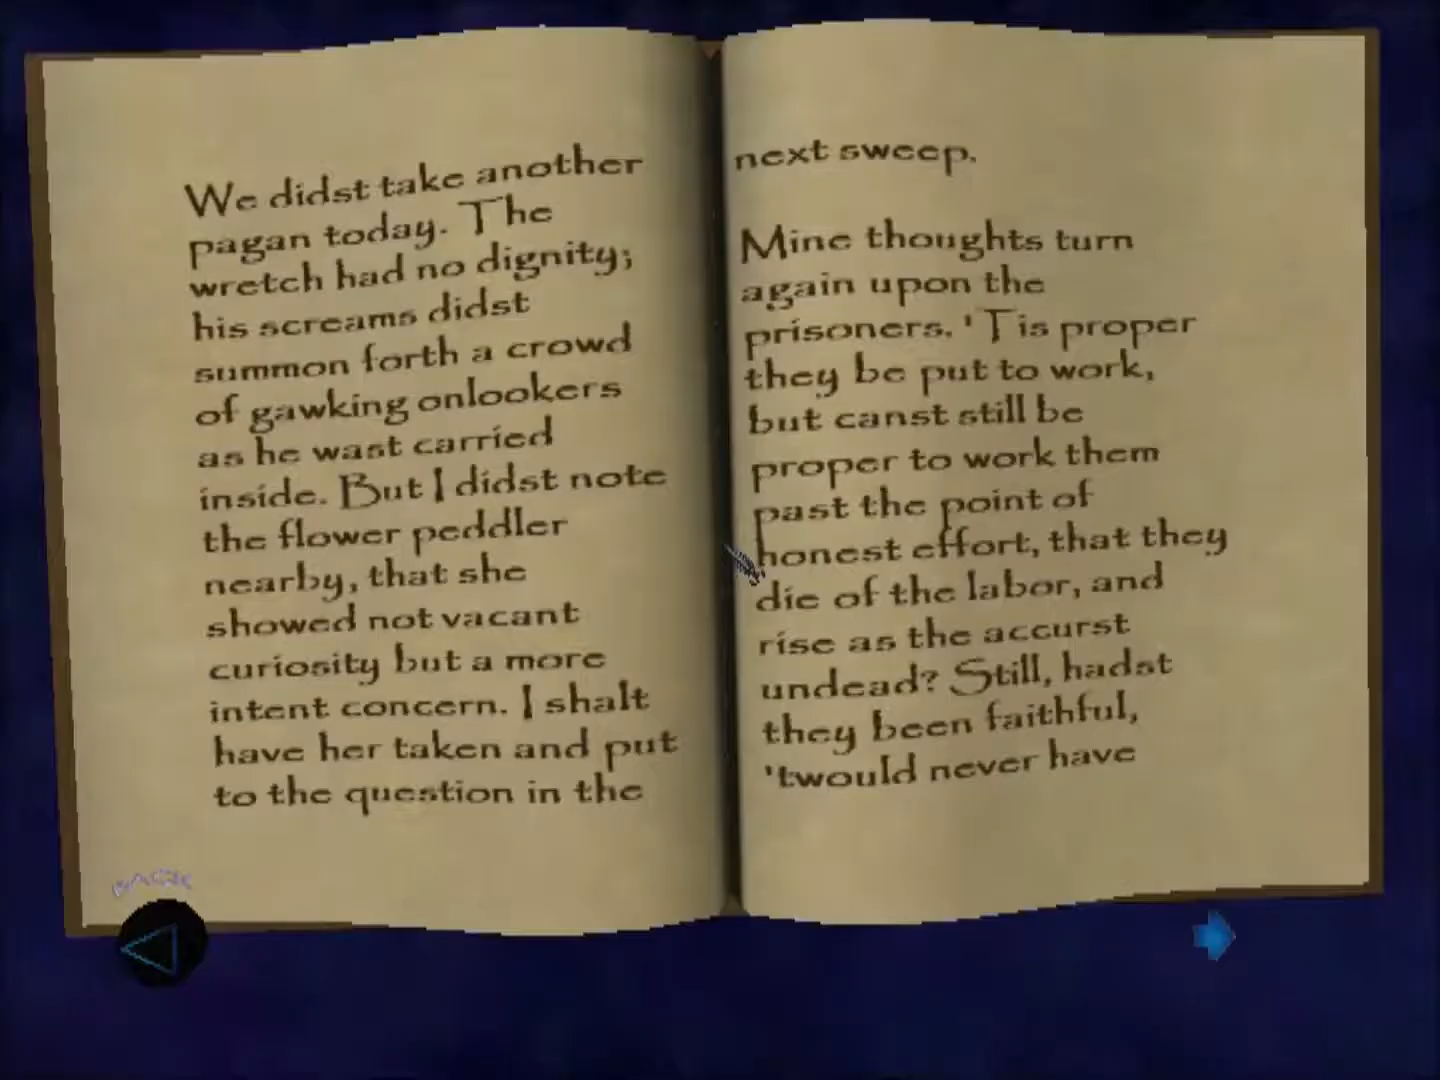 We didst take another
pagan today. The
wretch had no dignity;
his screams didst
summon forth a crowd
of gawking onlookers
as he wast carried
inside. But I didst note
the flower peddler
nearby, that she
showed not vacant
curiosity but a more
intent concern. I shalt
have her taken and put
to the question in the
next sweep.
Mine thoughts turn
again upon the
prisoners. 'Tis proper
they be put to work,
but canst still be
proper to work them
past the point of
honest effort, that they
die of the labor, and
rise as the accurst
undead? Still, hadst
they been faithful,
'twould never have
BACK